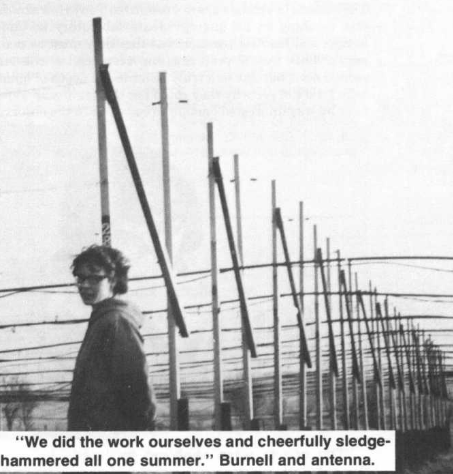 "We did the work ourselves and cheerfully sledge-
hammered all one summer." Burnell and antenna.